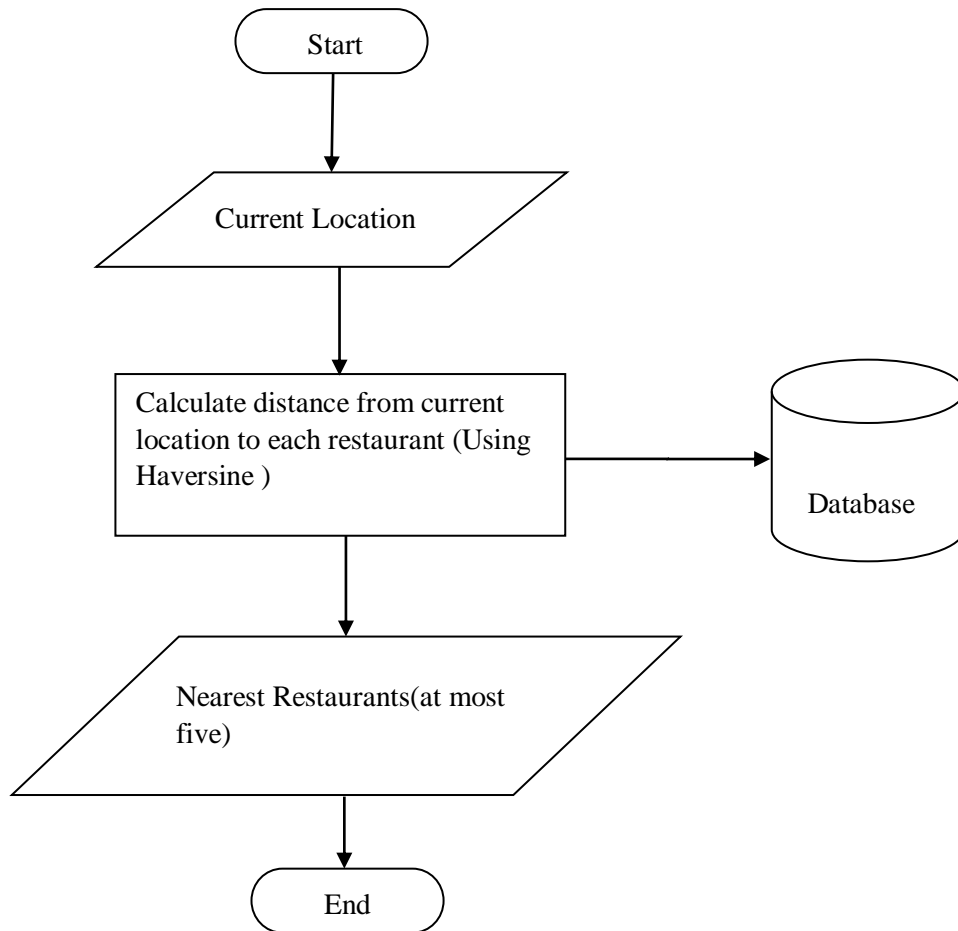 Start
Current Location
Calculate distance from current
location to each restaurant (Using
Haversine )
Database
Nearest Restaurants(at most
five)
End